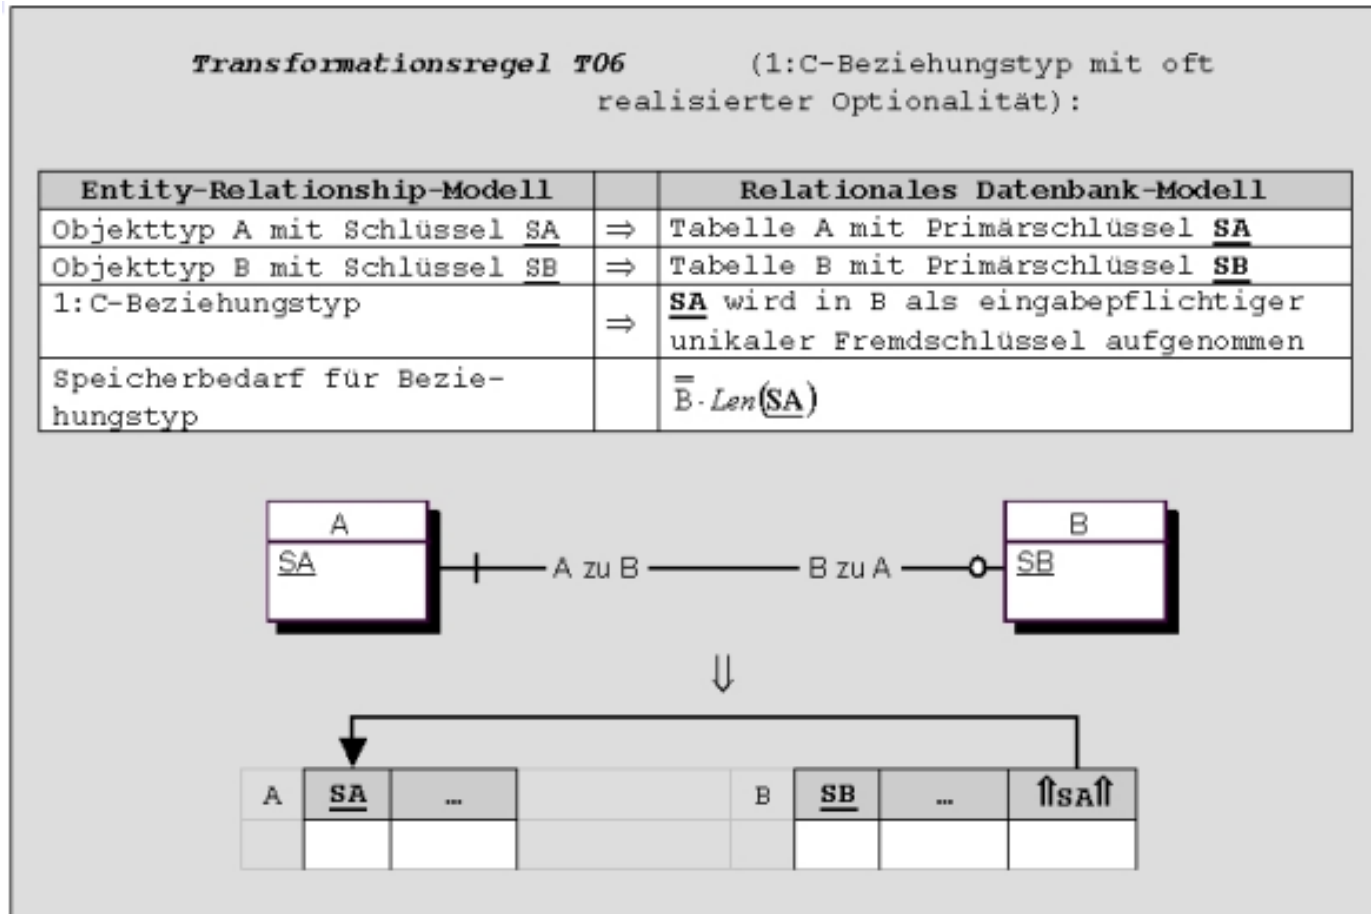 Transformationsregel T06 (1:C-Beziehungstyp mit oft
realisierter Optionalität):
Entity-Relationship-Modell Relationales Datenbank-Modell
Objekttyp A mit Schlüssel SA ⇒ Tabelle A mit Primärschlüssel SA
Objekttyp B mit Schlüssel SB ⇒ Tabelle B mit Primärschlüssel SB
1:C-Beziehungstyp ⇒ SA wird in B als eingabepflichtiger
unikaler Fremdschlüssel aufgenommen
Speicherbedarf für Bezie-
hungstyp
B̿ · Len(SA)
A B
SA A zu B B zu A SB
⇓
A SA … B SB … ⇑SA⇑